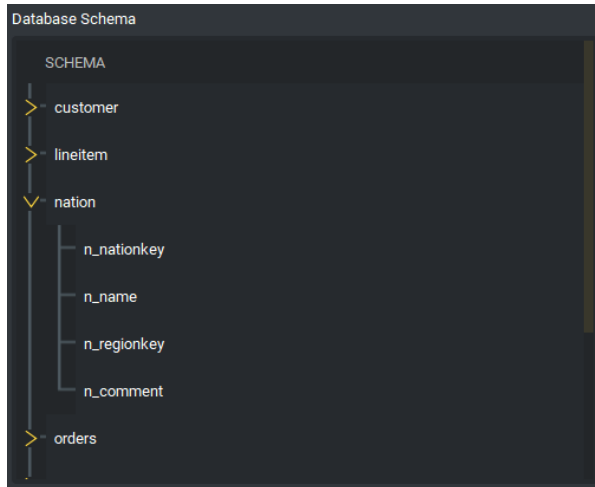 Database Schema
SCHEMA
customer
lineitem
nation
n_nationkey
n_name
n_regionkey
n_comment
orders